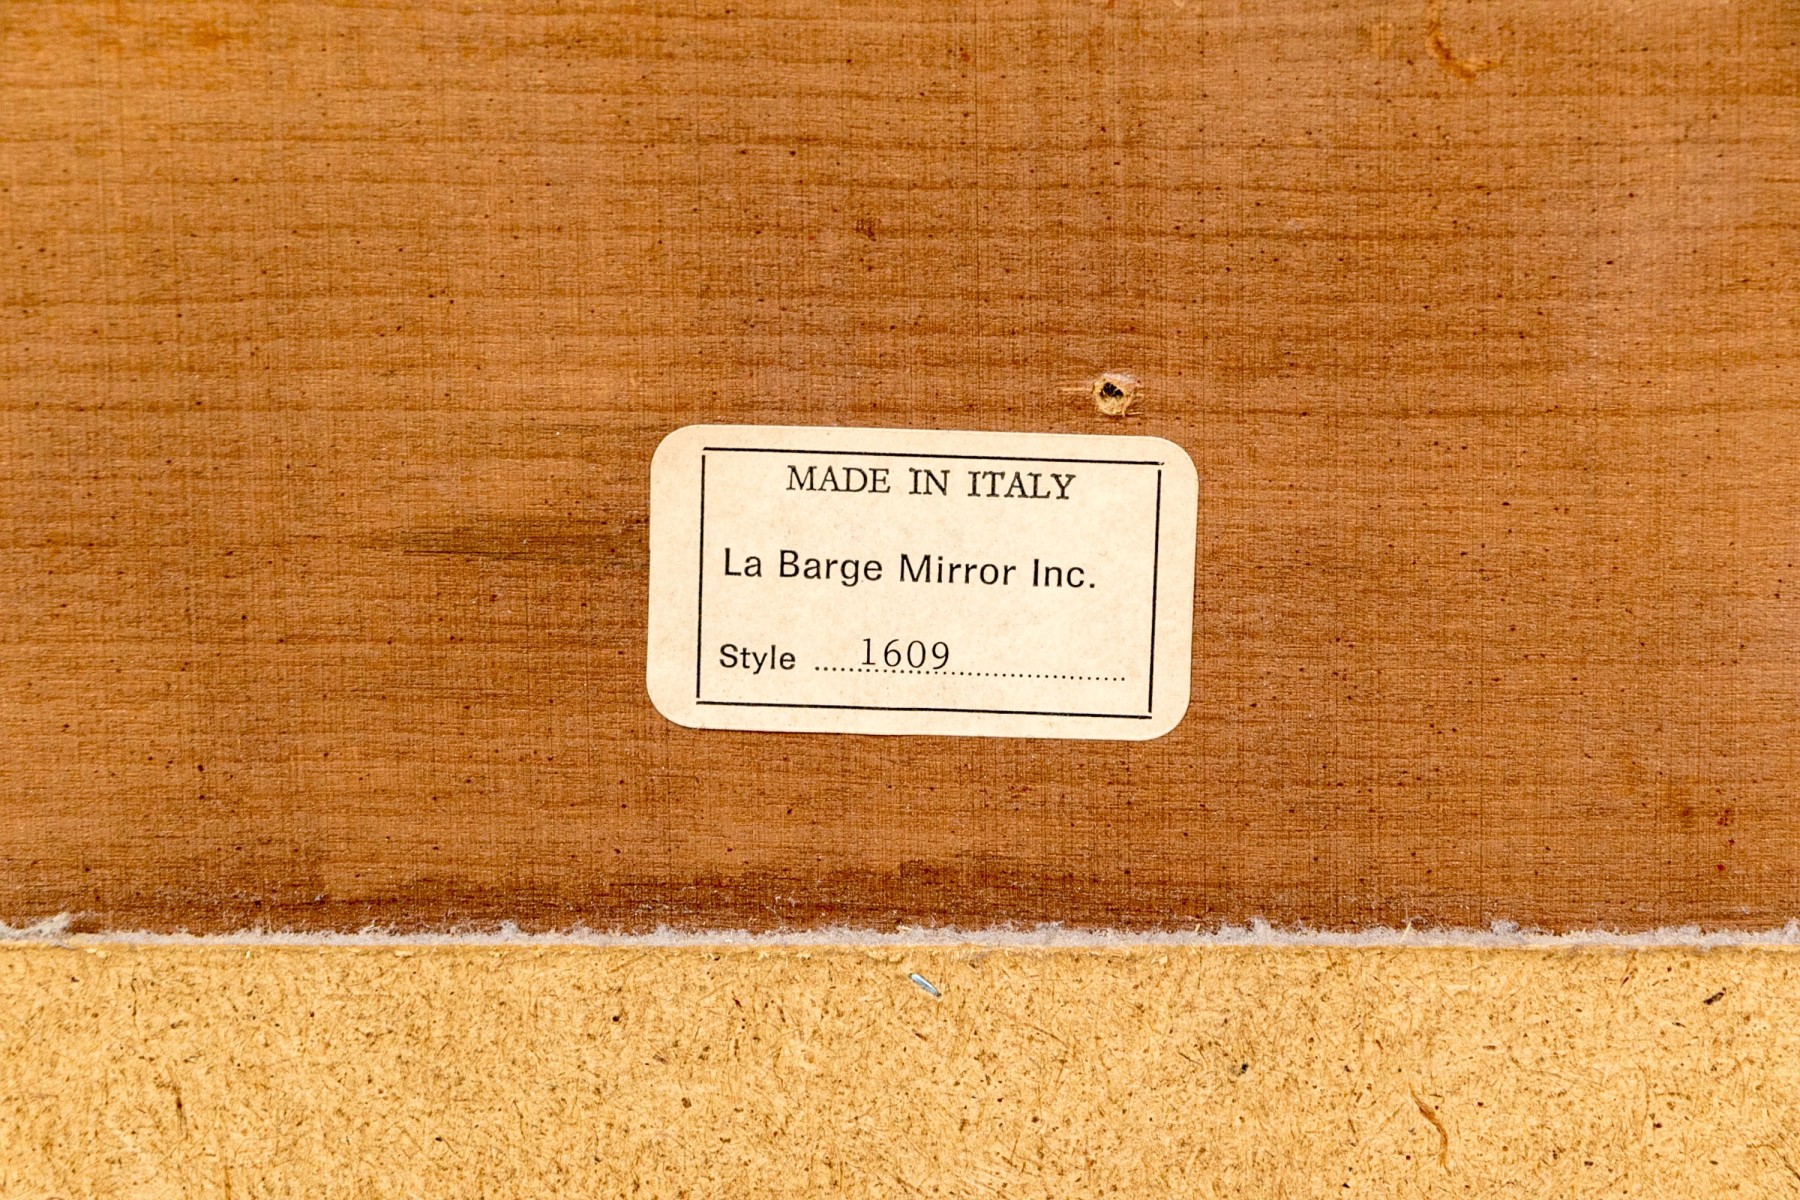 MADE IN ITALY
La Barge Mirror Inc.
Style ....1609....................